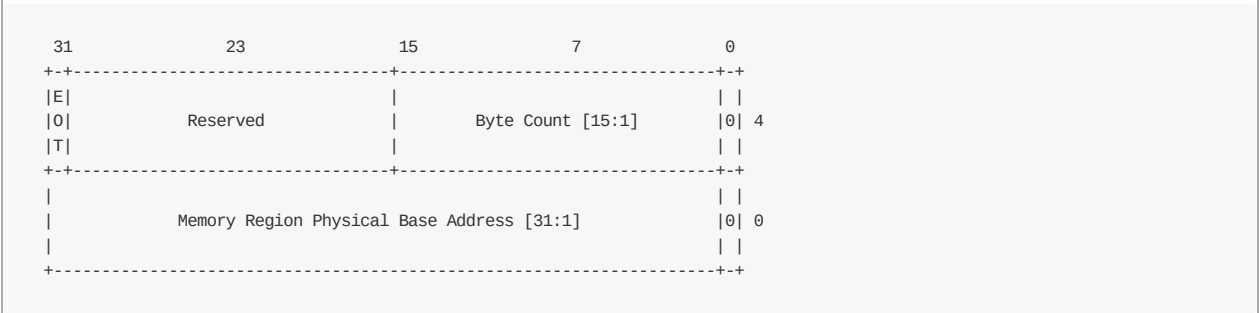 31                23                15                7               0
+-+---------------------------------+---------------------------------+-+
|E|                                 |                                 | |
|O|            Reserved             |        Byte Count [15:1]        |0| 4
|T|                                 |                                 | |
+-+---------------------------------+---------------------------------+-+
|                                                                     | |
|             Memory Region Physical Base Address [31:1]              |0| 0
|                                                                     | |
+---------------------------------------------------------------------+-+